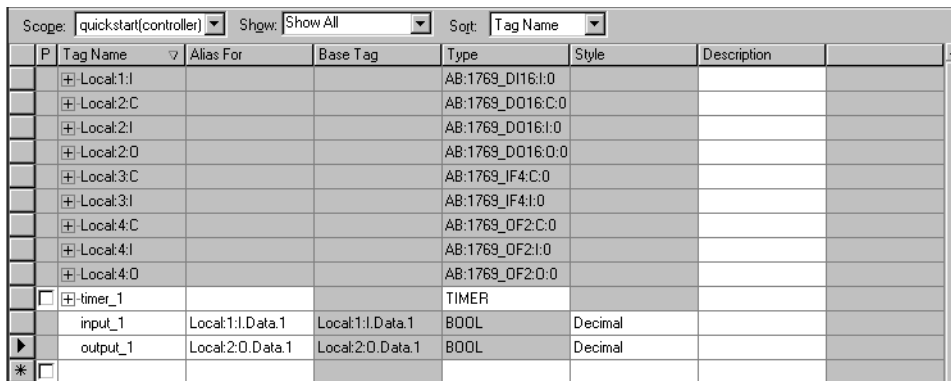 Scope: quickstart(controller) Show: Show All Sort: Tag Name
P Tag Name Alias For Base Tag Type Style Description
Local:1:I AB:1769_DI16:I:0
Local:2:C AB:1769_DO16:C:0
Local:2:I AB:1769_DO16:I:0
Local:2:O AB:1769_DO16:O:0
Local:3:C AB:1769_IF4:C:0
Local:3:I AB:1769_IF4:I:0
Local:4:C AB:1769_OF2:C:0
Local:4:I AB:1769_OF2:I:0
Local:4:O AB:1769_OF2:O:0
timer_1 TIMER
input_1 Local:1:I.Data.1 Local:1:I.Data.1 BOOL Decimal
output_1 Local:2:O.Data.1 Local:2:O.Data.1 BOOL Decimal